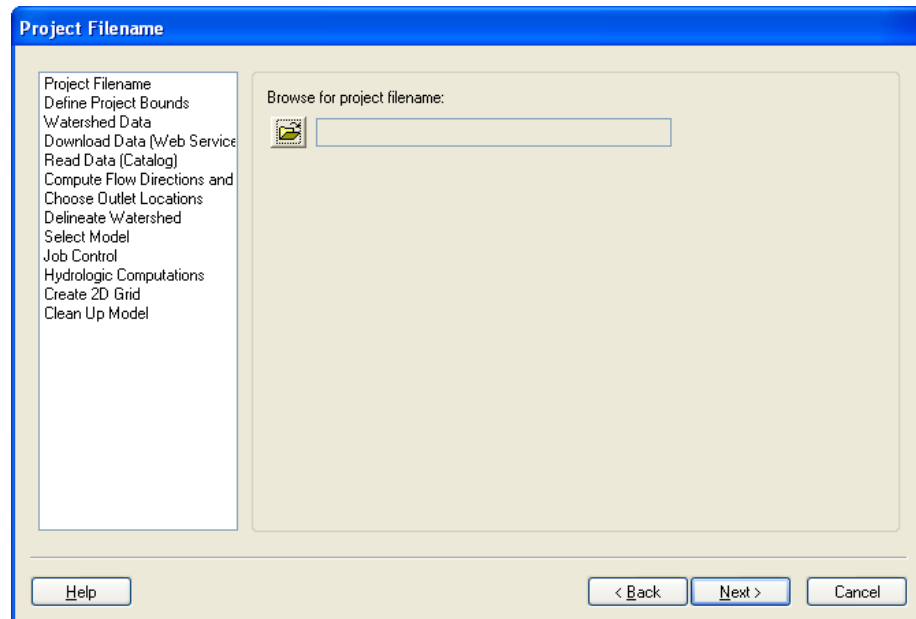 Project Filename
Project Filename
Define Project Bounds
Watershed Data
Download Data (Web Service
Read Data (Catalog)
Compute Flow Directions and
Choose Outlet Locations
Delineate Watershed
Select Model
Job Control
Hydrologic Computations
Create 2D Grid
Clean Up Model
Browse for project filename:
Help
< Back
Next >
Cancel